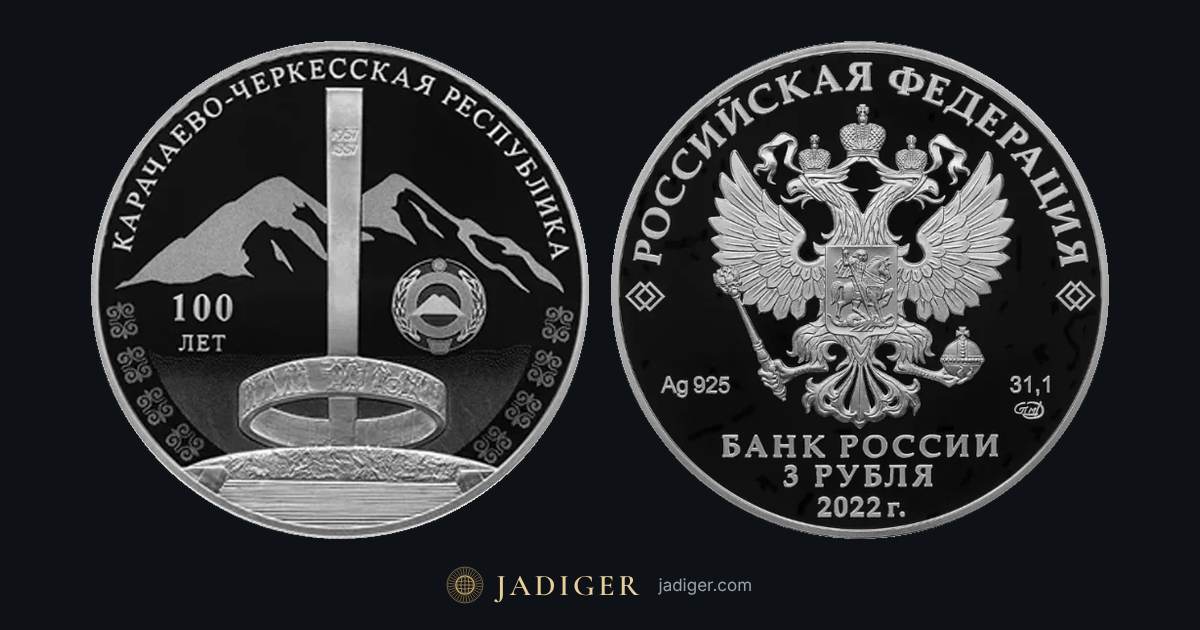 КАРАЧАЕВО-ЧЕРКЕССКАЯ РЕСПУБЛИКА
1957
100
ЛЕТ
РОССИЙСКАЯ ФЕДЕРАЦИЯ
Ag 925
31,1
БАНК РОССИИ
3 РУБЛЯ
2022 г.
JADIGER
jadiger.com